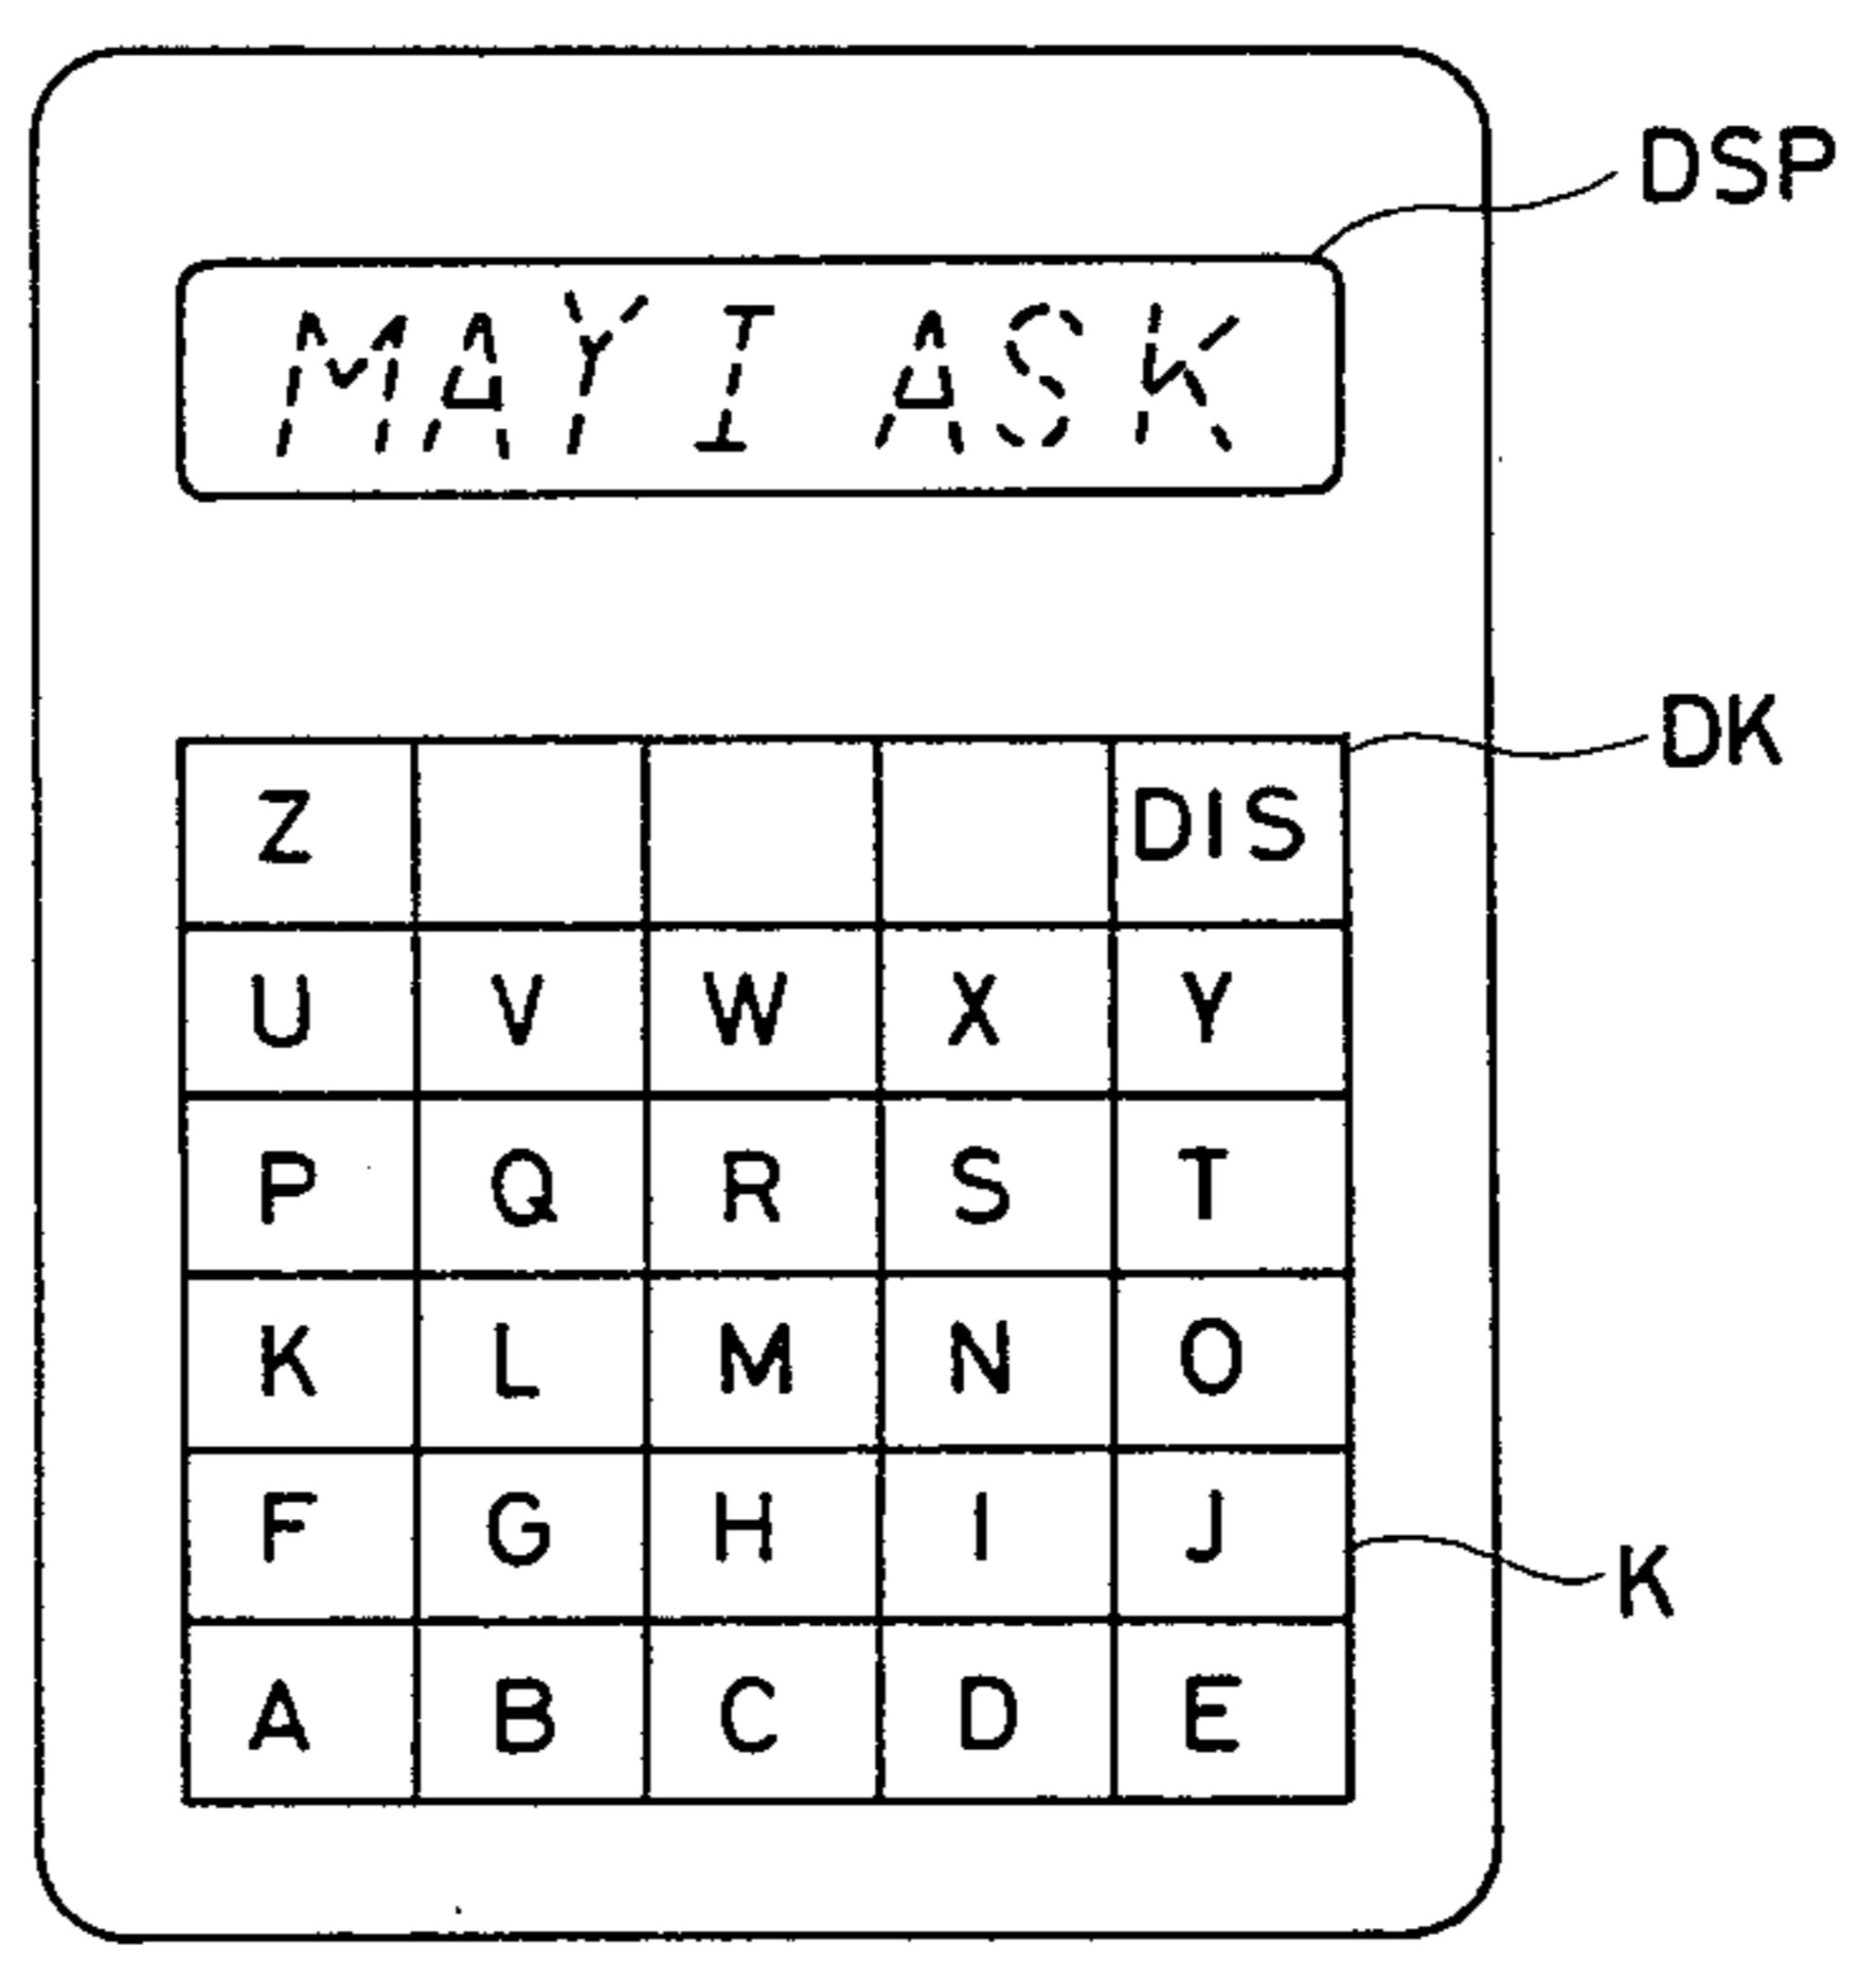 DSP
MAY I ASK
DK
Z DIS
U V W X Y
P Q R S T
K L M N O
F G H I J
K
A B C D E